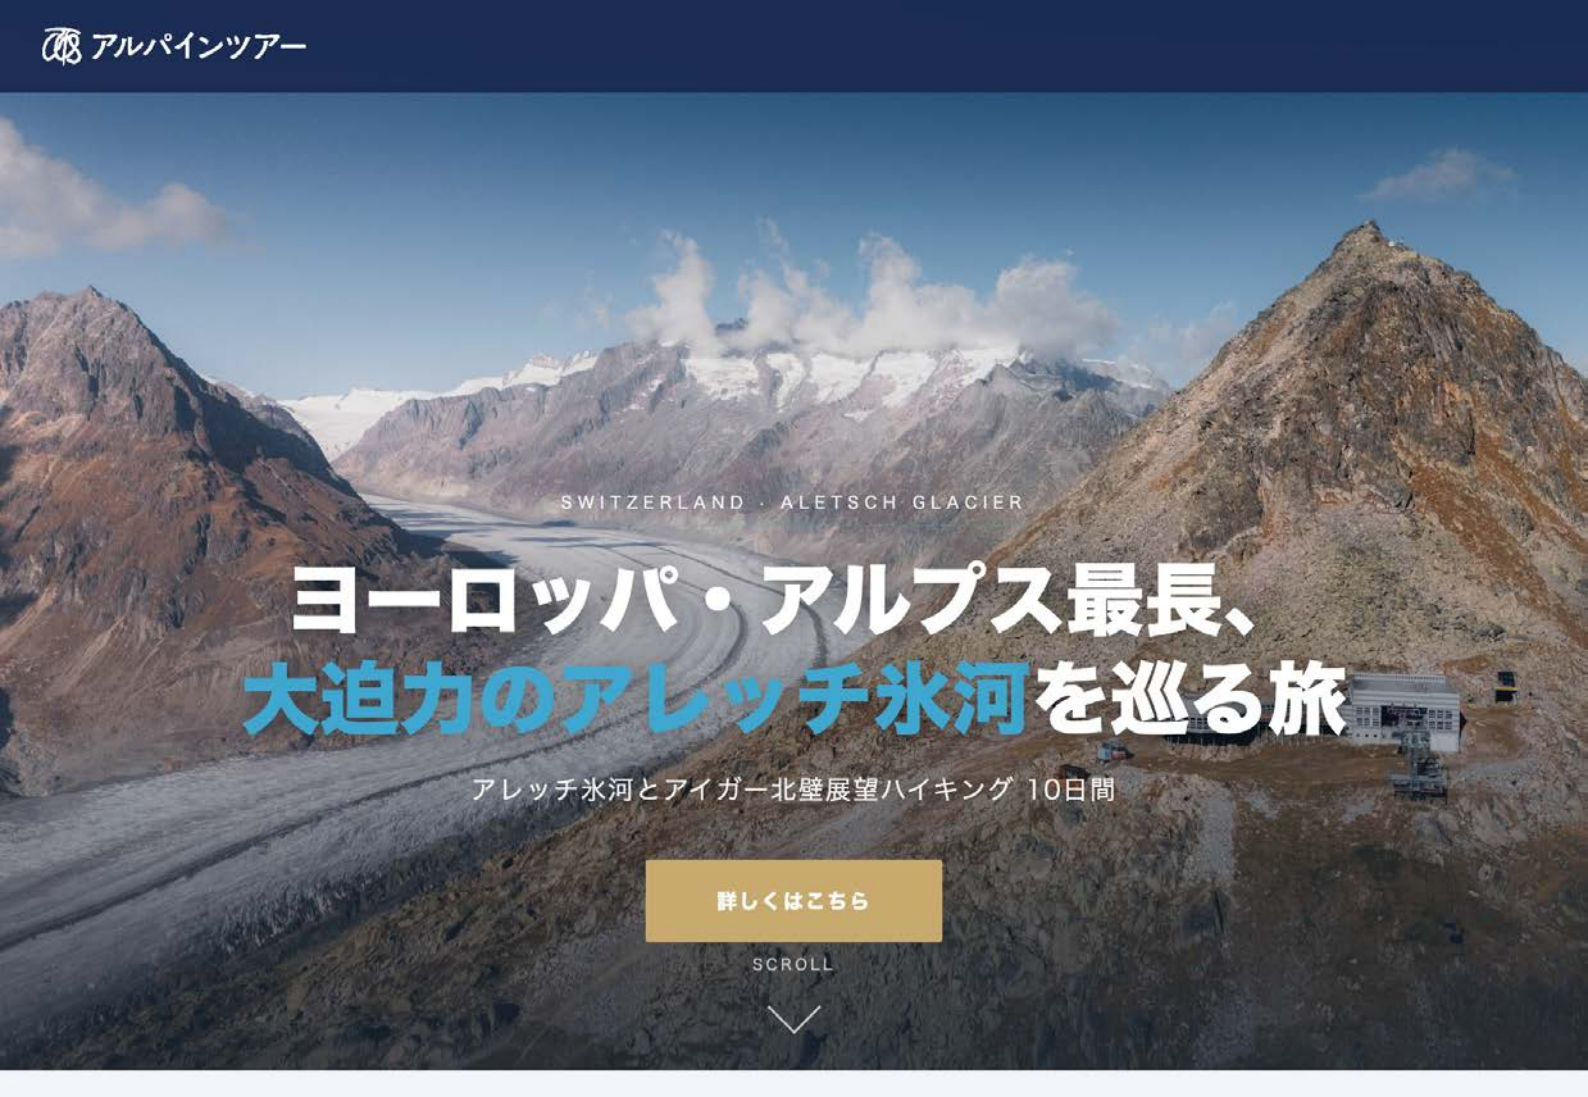 アルパインツアー
SWITZERLAND · ALETSCH GLACIER
ヨーロッパ・アルプス最長、
大迫力のアレッチ氷河を巡る旅
アレッチ氷河とアイガー北壁展望ハイキング 10日間
詳しくはこちら
SCROLL